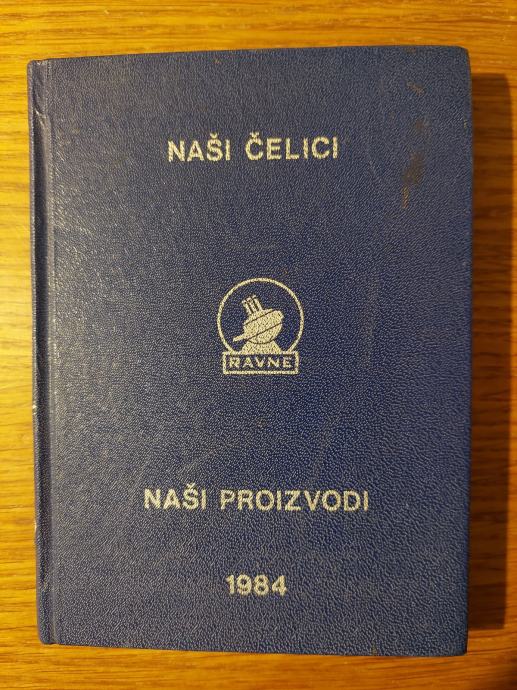 NAŠI ČELICI
RAVNE
NAŠI PROIZVODI
1984